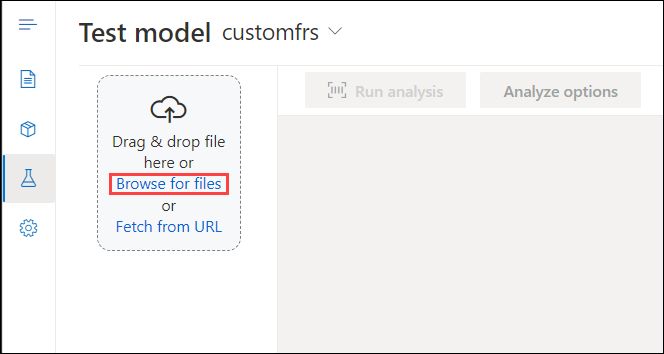 Test model customfrs
Drag & drop file
here or
Browse for files
or
Fetch from URL
Run analysis
Analyze options